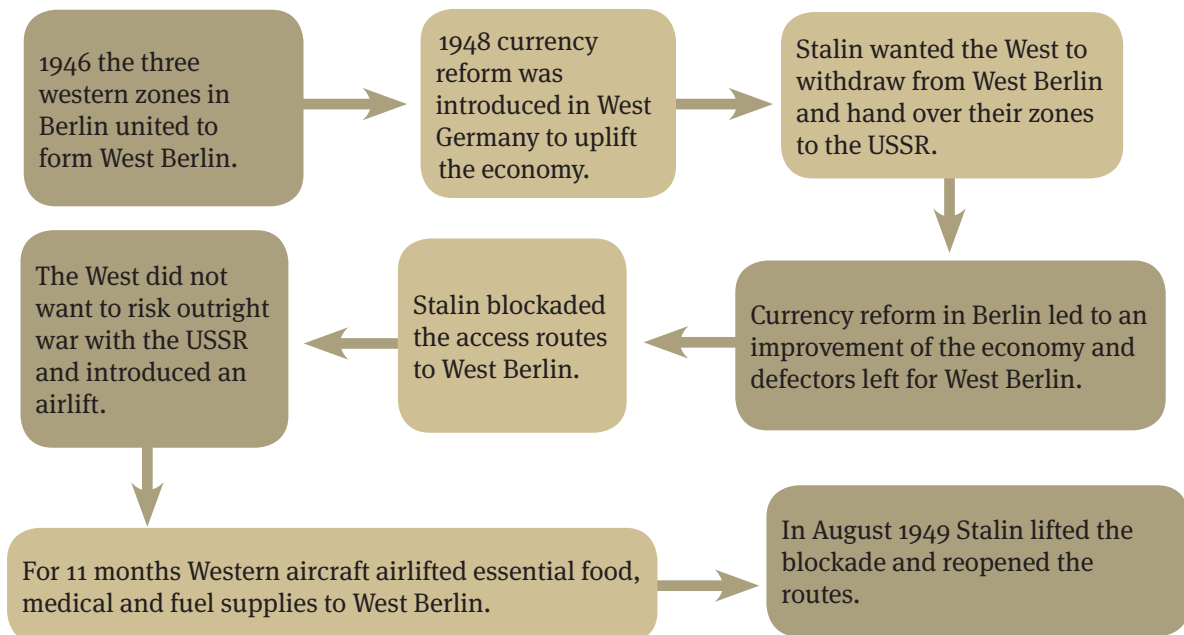 1946 the three
western zones in
Berlin united to
form West Berlin.
1948 currency
reform was
introduced in West
Germany to uplift
the economy.
Stalin wanted the West to
withdraw from West Berlin
and hand over their zones
to the USSR.
Currency reform in Berlin led to an
improvement of the economy and
defectors left for West Berlin.
Stalin blockaded
the access routes
to West Berlin.
The West did not
want to risk outright
war with the USSR
and introduced an
airlift.
For 11 months Western aircraft airlifted essential food,
medical and fuel supplies to West Berlin.
In August 1949 Stalin lifted the
blockade and reopened the
routes.